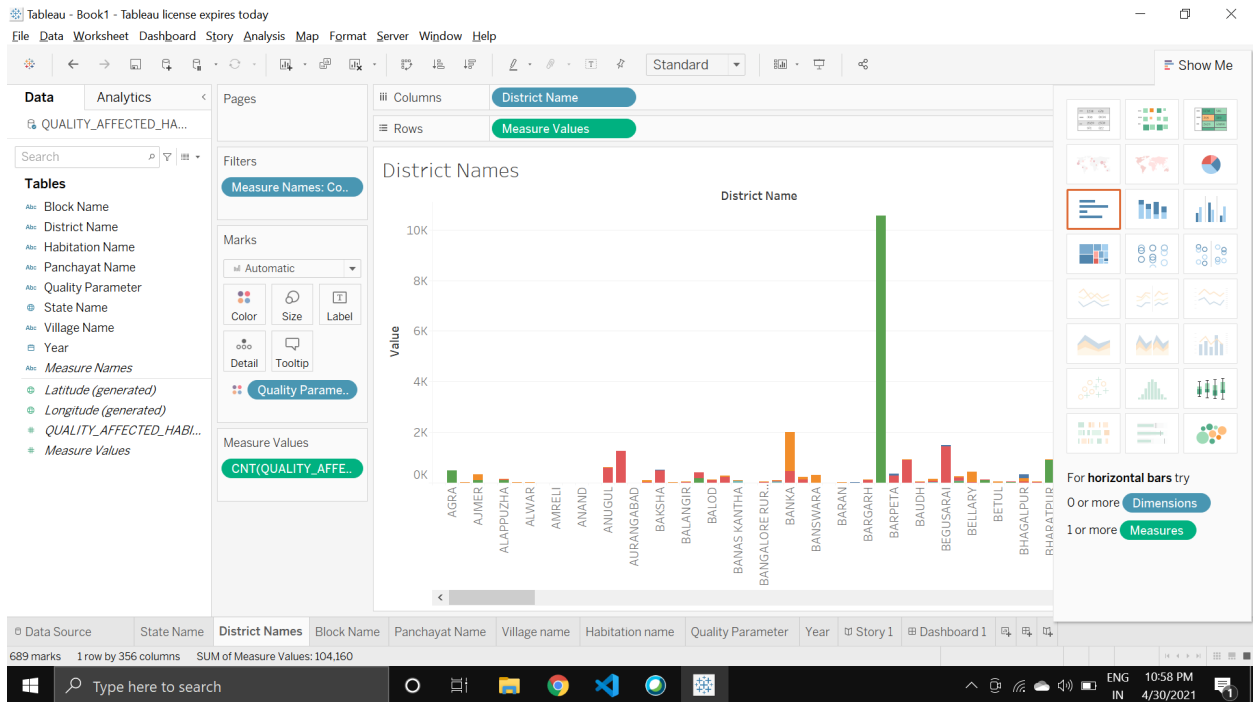 Tableau - Book1 - Tableau license expires today
File Data Worksheet Dashboard Story Analysis Map Format Server Window Help
Standard
Show Me
Data Analytics
QUALITY_AFFECTED_HA...
Search
Tables
Abc Block Name
Abc District Name
Abc Habitation Name
Abc Panchayat Name
Abc Quality Parameter
State Name
Abc Village Name
Year
Abc Measure Names
Latitude (generated)
Longitude (generated)
# QUALITY_AFFECTED_HABI...
# Measure Values
Pages
Filters
Measure Names: Co..
Marks
Automatic
Color Size Label
Detail Tooltip
Quality Parame..
Measure Values
CNT(QUALITY_AFFE..
Columns District Name
Rows Measure Values
District Names
District Name
Value
10K
8K
6K
4K
2K
0K
AGRA
AJMER
ALAPPUZHA
ALWAR
AMRELI
ANAND
ANUGUL
AURANGABAD
BAKSHA
BALANGIR
BALOD
BANAS KANTHA
BANGALORE RUR...
BANKA
BANSWARA
BARAN
BARGARH
BARPETA
BAUDH
BEGUSARAI
BELLARY
BETUL
BHAGALPUR
BHARATPUR
For horizontal bars try
0 or more Dimensions
1 or more Measures
Data Source State Name District Names Block Name Panchayat Name Village name Habitation name Quality Parameter Year Story 1 Dashboard 1
689 marks 1 row by 356 columns SUM of Measure Values: 104,160
Type here to search
ENG
IN
10:58 PM
4/30/2021
1